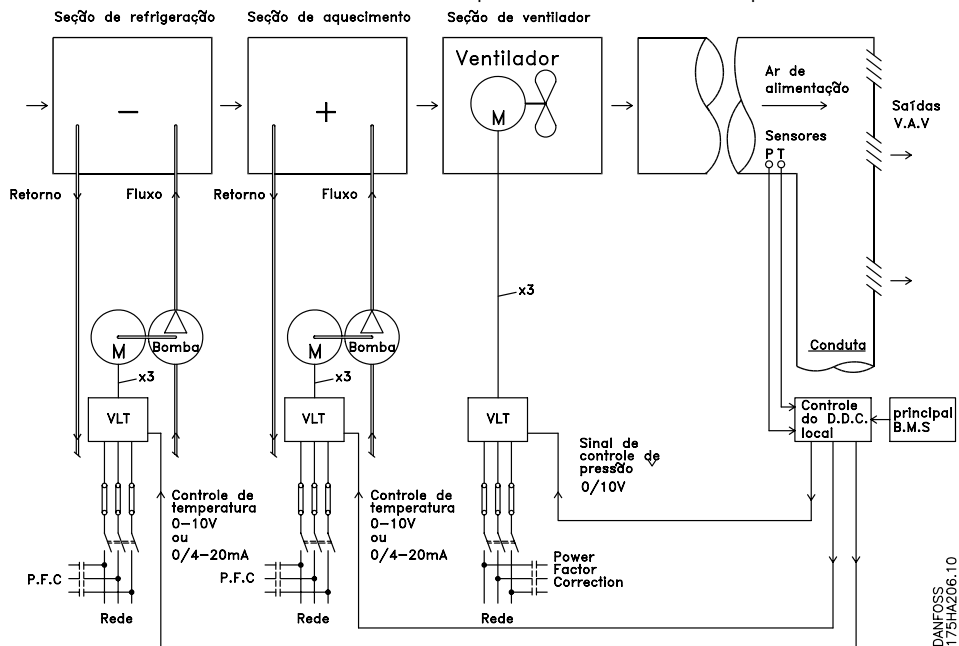 Seção de refrigeração
Seção de aquecimento
Seção de ventilador
Ventilador
M
−
+
Ar de
alimentação
Saídas
V.A.V
Sensores
P T
Retorno
Fluxo
Retorno
Fluxo
x3
M
Bomba
M
Bomba
Conduta
x3
x3
VLT
VLT
VLT
Controle
do D.D.C.
local
principal
B.M.S
Sinal de
controle de
pressão
0/10V
Controle de
temperatura
0−10V
ou
0/4−20mA
Controle de
temperatura
0−10V
ou
0/4−20mA
P.F.C
P.F.C
Power
Factor
Correction
Rede
Rede
Rede
DANFOSS
175HA206.10